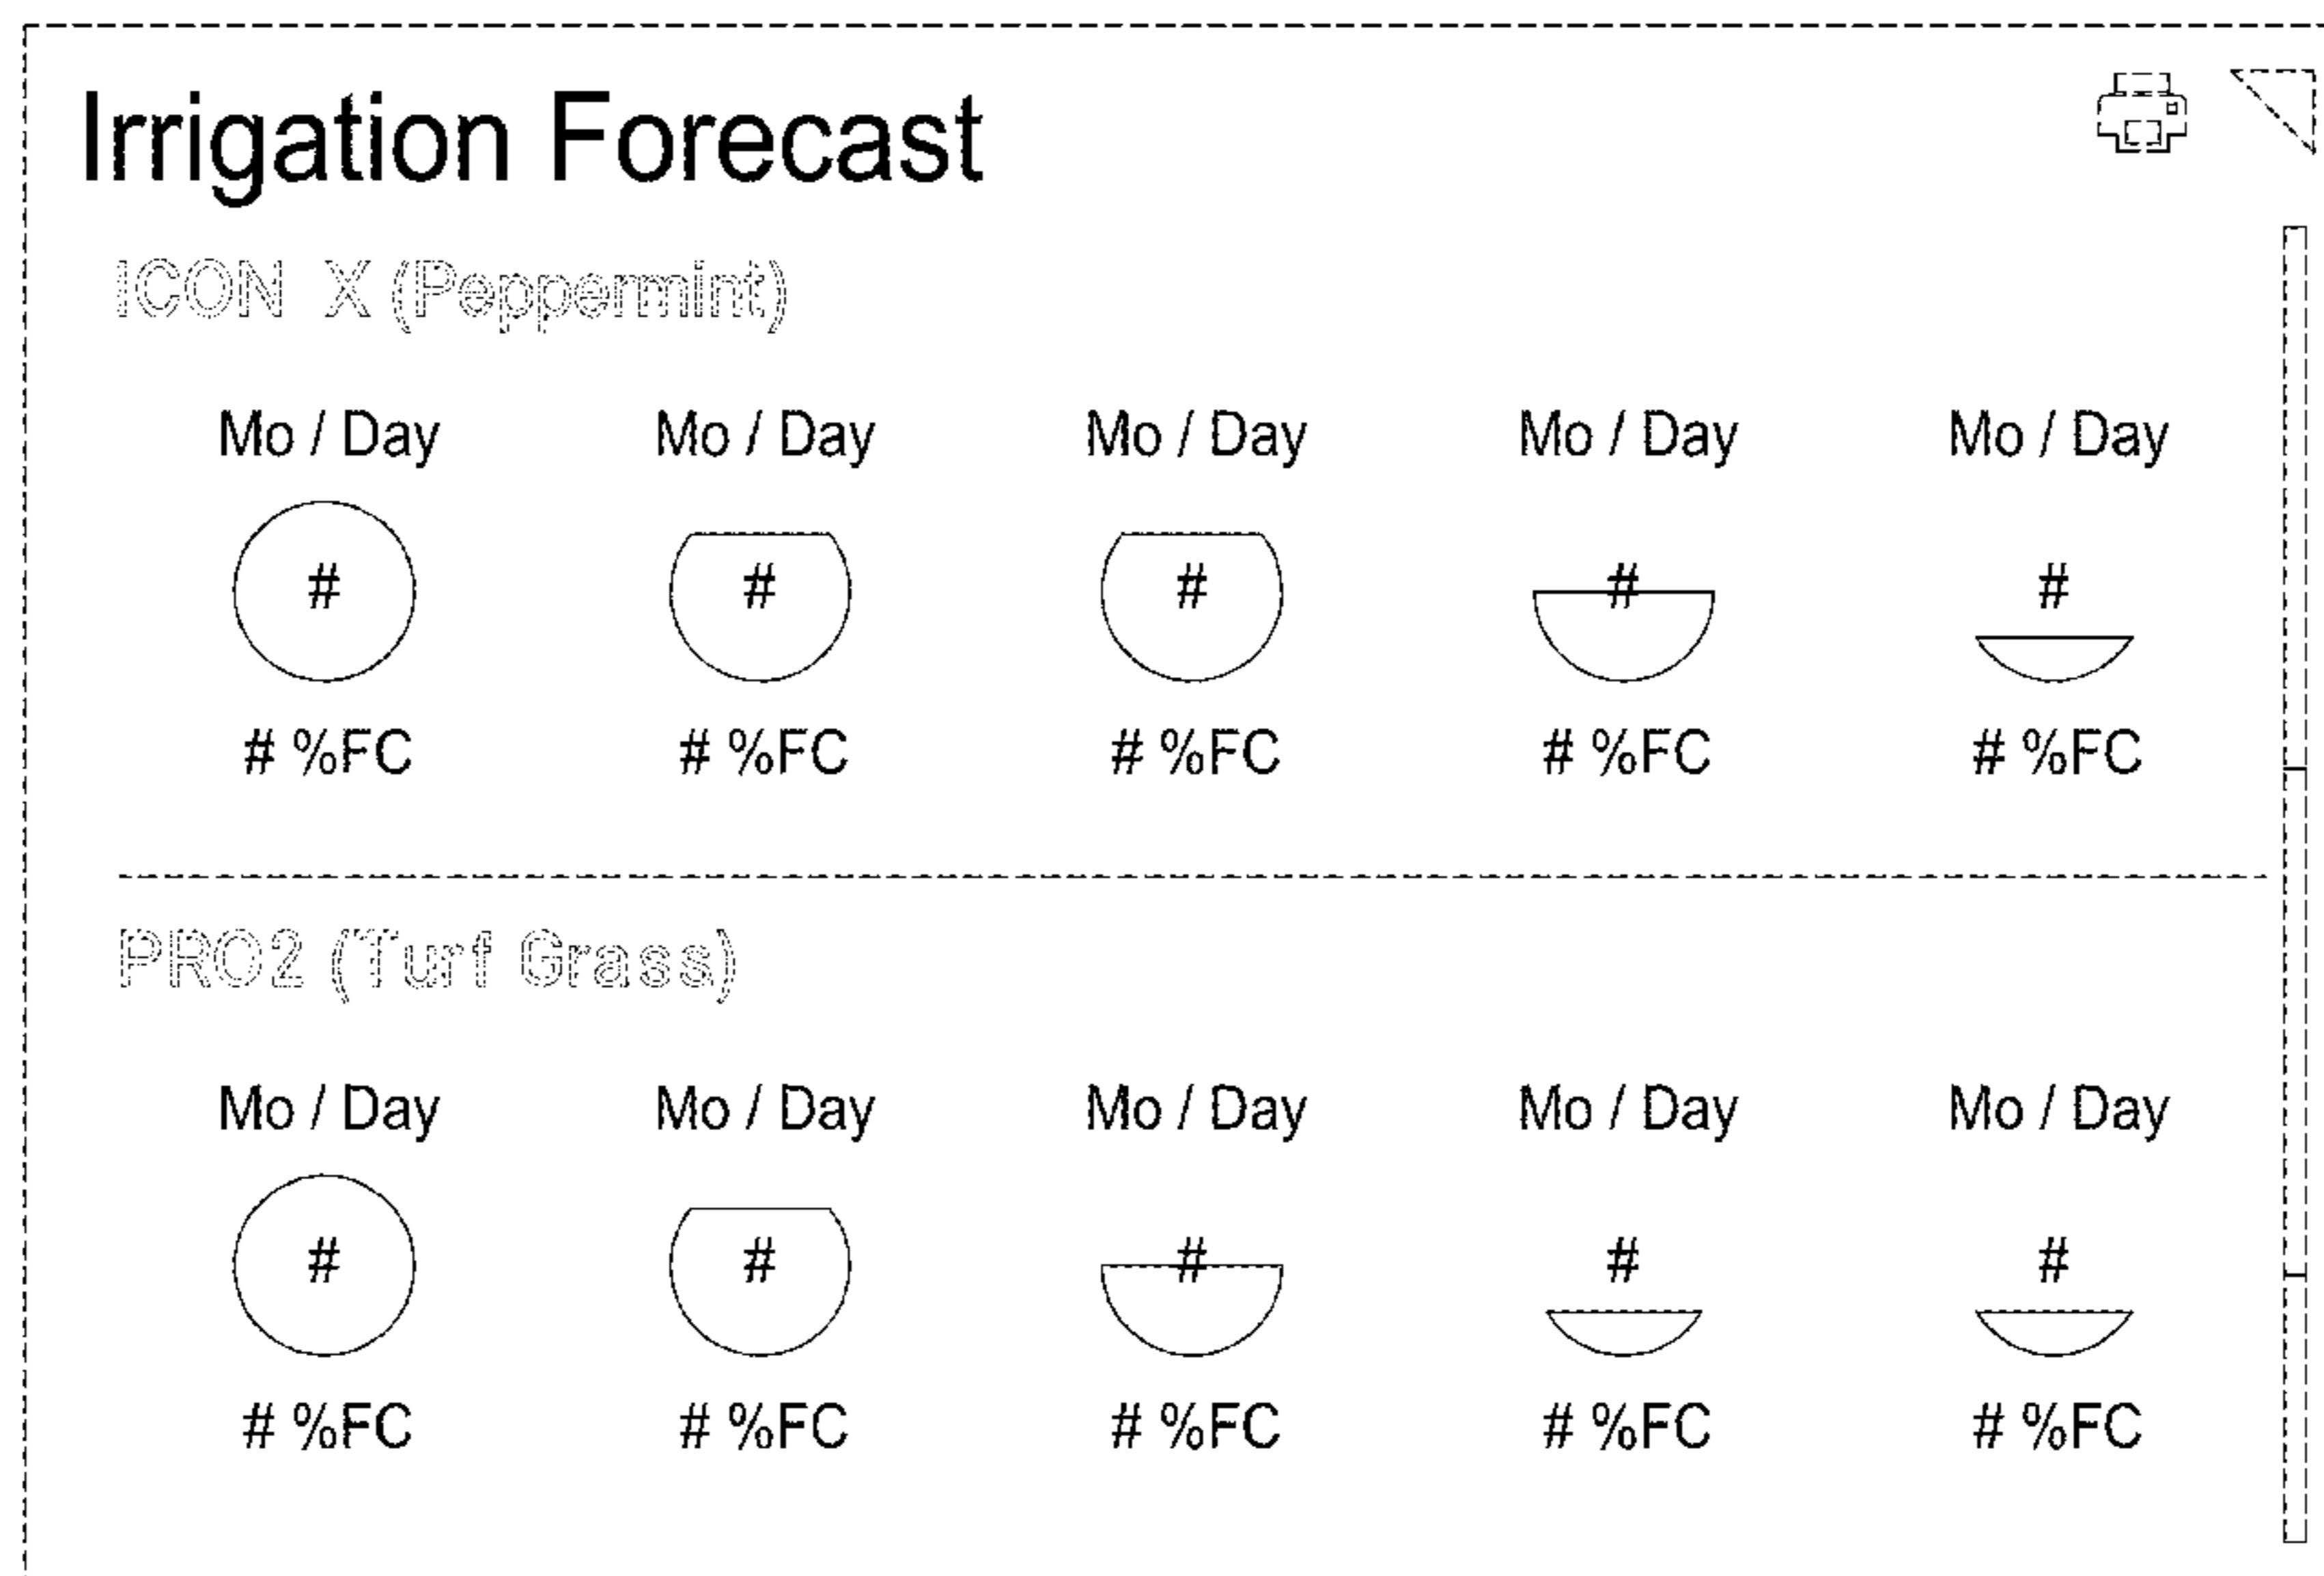 Irrigation Forecast
ICON X (Peppermint)
Mo / Day Mo / Day Mo / Day Mo / Day Mo / Day
# # # # #
# %FC # %FC # %FC # %FC # %FC
PRO2 (Turf Grass)
Mo / Day Mo / Day Mo / Day Mo / Day Mo / Day
# # # # #
# %FC # %FC # %FC # %FC # %FC